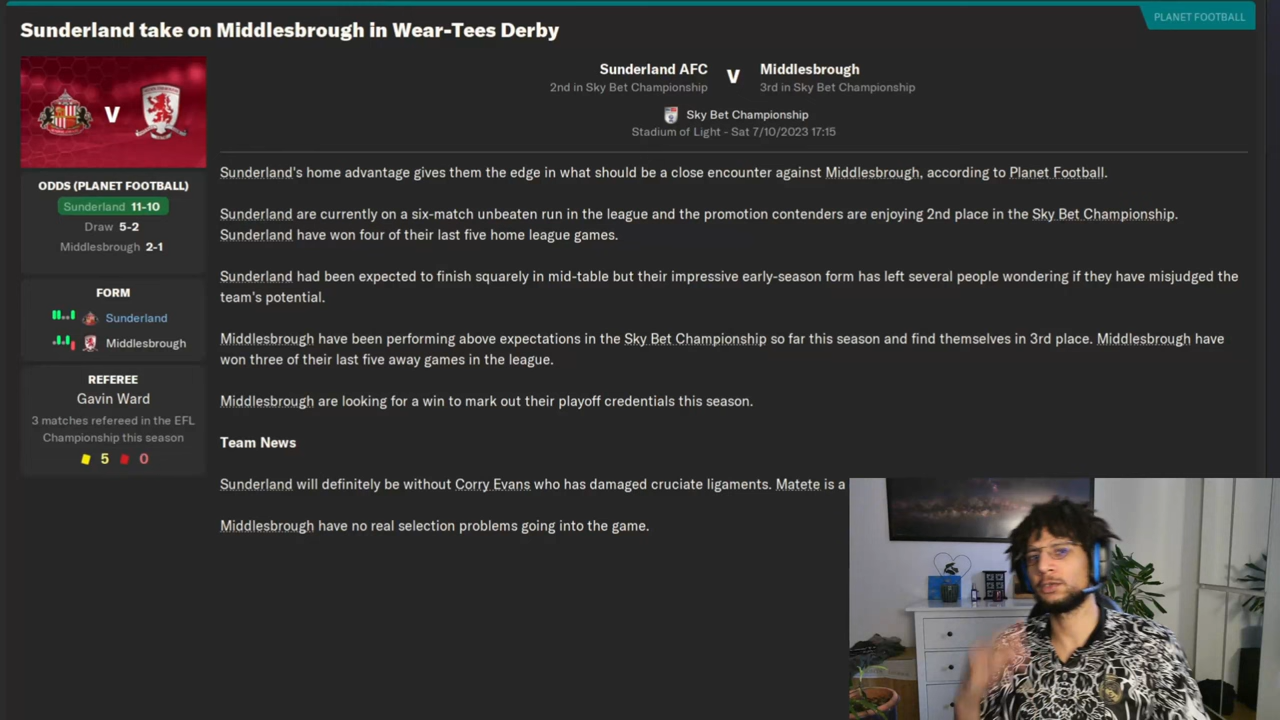 Sunderland take on Middlesbrough in Wear-Tees Derby
PLANET FOOTBALL
V
ODDS (PLANET FOOTBALL)
Sunderland 11-10
Draw 5-2
Middlesbrough 2-1
FORM
Sunderland
Middlesbrough
REFEREE
Gavin Ward
3 matches refereed in the EFL
Championship this season
5 0
Sunderland AFC V Middlesbrough
2nd in Sky Bet Championship 3rd in Sky Bet Championship
Sky Bet Championship
Stadium of Light - Sat 7/10/2023 17:15
Sunderland's home advantage gives them the edge in what should be a close encounter against Middlesbrough, according to Planet Football.
Sunderland are currently on a six-match unbeaten run in the league and the promotion contenders are enjoying 2nd place in the Sky Bet Championship.
Sunderland have won four of their last five home league games.
Sunderland had been expected to finish squarely in mid-table but their impressive early-season form has left several people wondering if they have misjudged the
team's potential.
Middlesbrough have been performing above expectations in the Sky Bet Championship so far this season and find themselves in 3rd place. Middlesbrough have
won three of their last five away games in the league.
Middlesbrough are looking for a win to mark out their playoff credentials this season.
Team News
Sunderland will definitely be without Corry Evans who has damaged cruciate ligaments. Matete is a
Middlesbrough have no real selection problems going into the game.